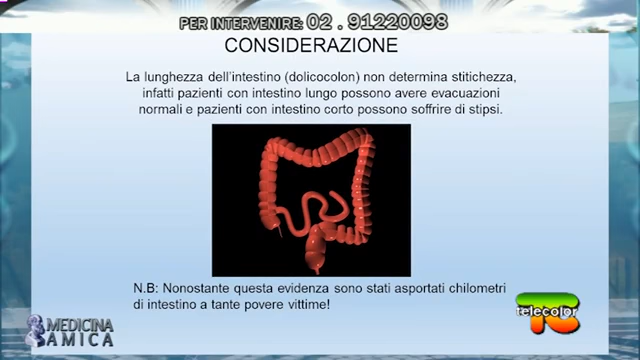 PER INTERVENIRE: 02 . 91220098
CONSIDERAZIONE
La lunghezza dell'intestino (dolicocolon) non determina stitichezza,
infatti pazienti con intestino lungo possono avere evacuazioni
normali e pazienti con intestino corto possono soffrire di stipsi.
N.B: Nonostante questa evidenza sono stati asportati chilometri
di intestino a tante povere vittime!
MEDICINA
AMICA
telecolor
TC